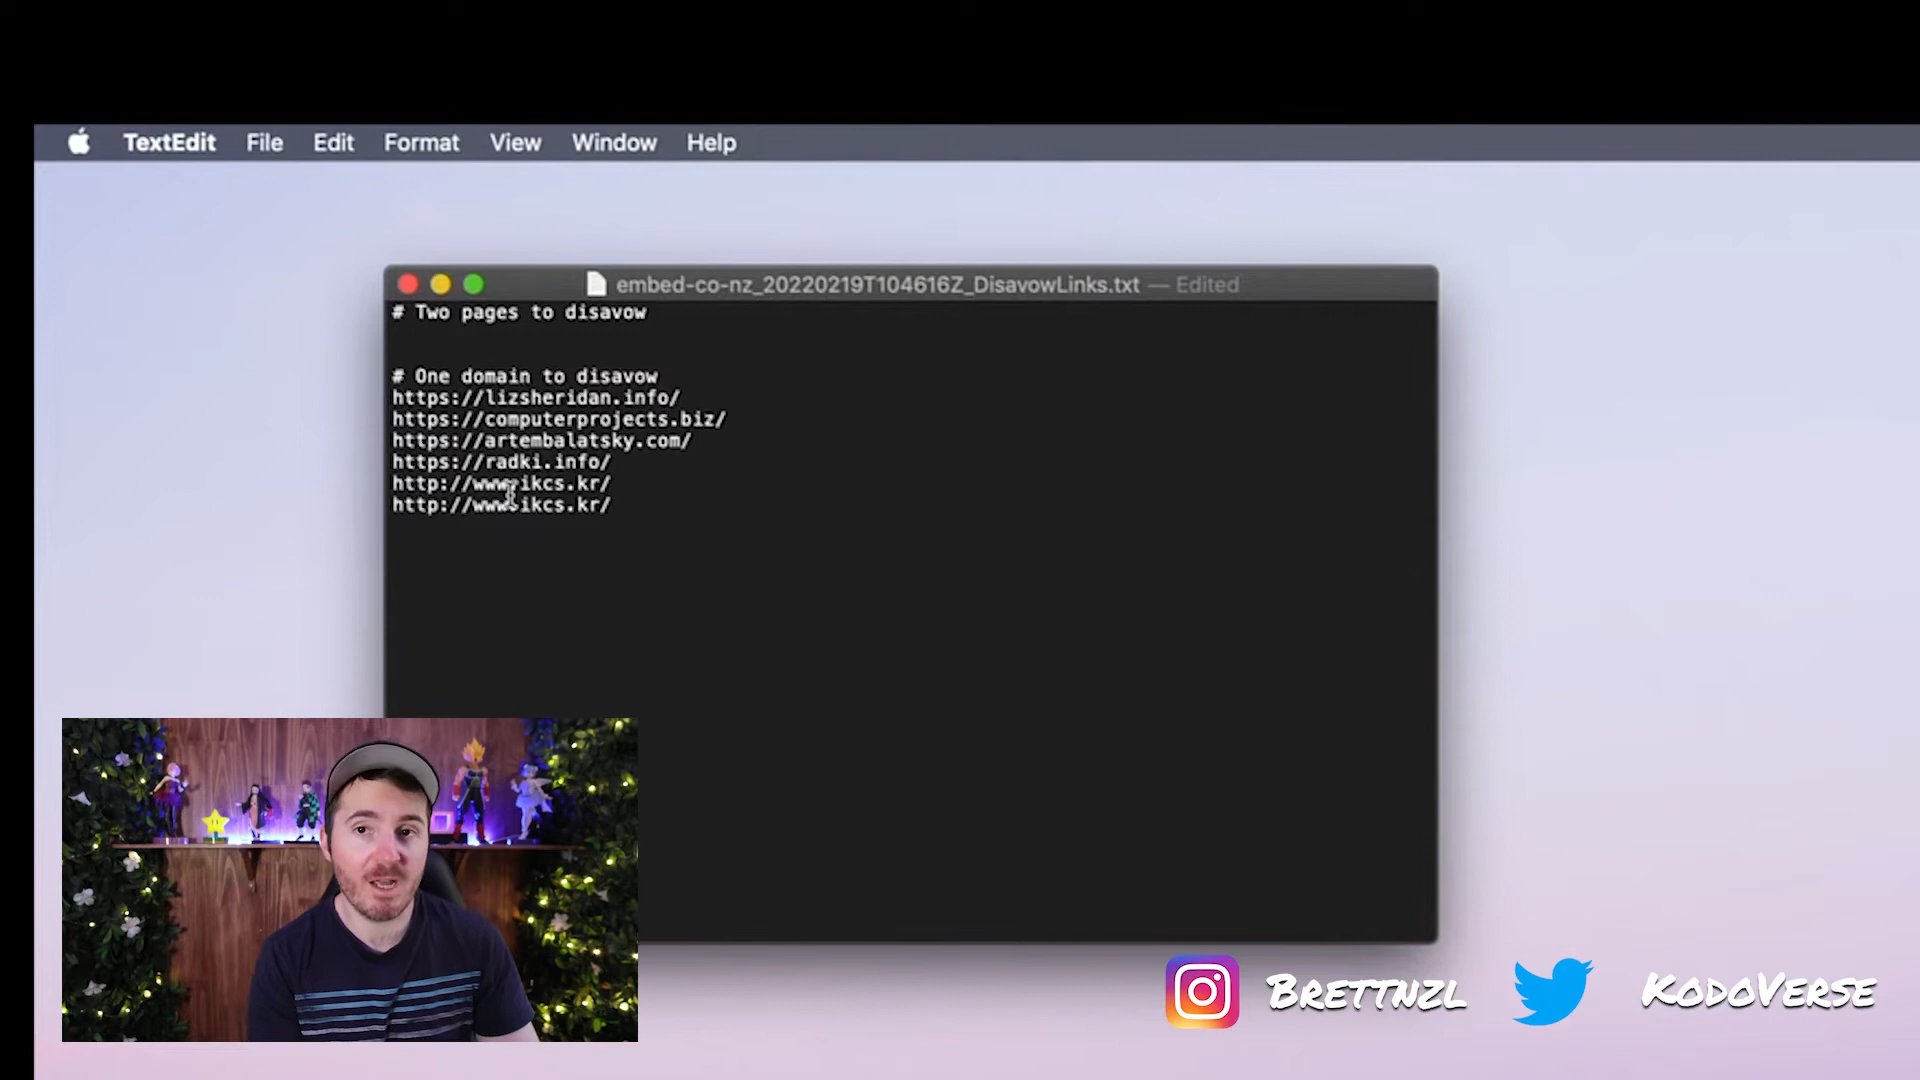 TextEdit File Edit Format View Window Help
embed-co-nz_20220219T104616Z_DisavowLinks.txt — Edited
# Two pages to disavow
# One domain to disavow
https://lizsheridan.info/
https://computerprojects.biz/
https://artembalatsky.com/
https://radki.info/
http://www.ikcs.kr/
http://www.ikcs.kr/
BRETTNZL KODOVERSE